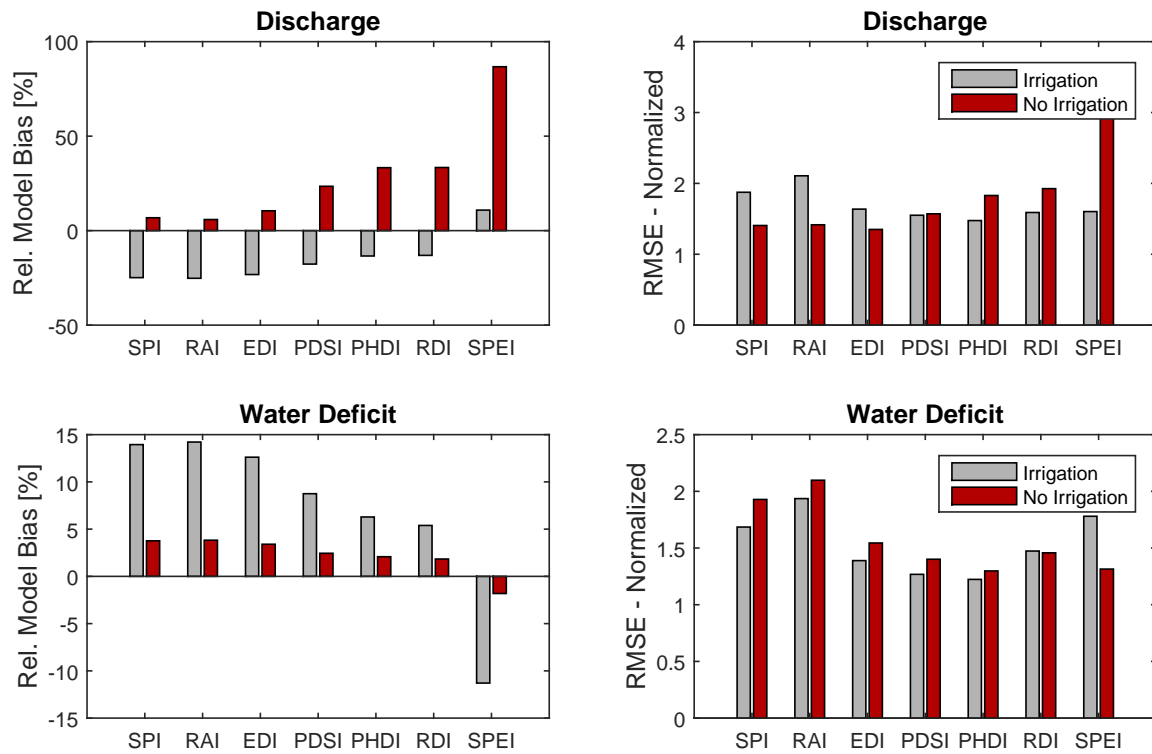 Discharge
Rel. Model Bias [%]
100
50
0
-50
SPI RAI EDI PDSI PHDI RDI SPEI
Discharge
RMSE - Normalized
4
3
2
1
0
Irrigation
No Irrigation
SPI RAI EDI PDSI PHDI RDI SPEI
Water Deficit
Rel. Model Bias [%]
15
10
5
0
-5
-10
-15
SPI RAI EDI PDSI PHDI RDI SPEI
Water Deficit
RMSE - Normalized
2.5
2
1.5
1
0.5
0
Irrigation
No Irrigation
SPI RAI EDI PDSI PHDI RDI SPEI